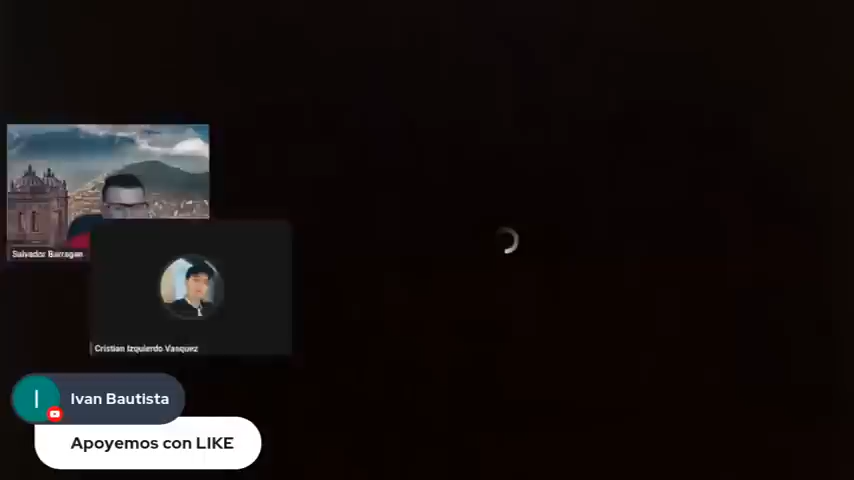 Salvador Barragan
Cristian Izquierdo Vasquez
I
Ivan Bautista
Apoyemos con LIKE